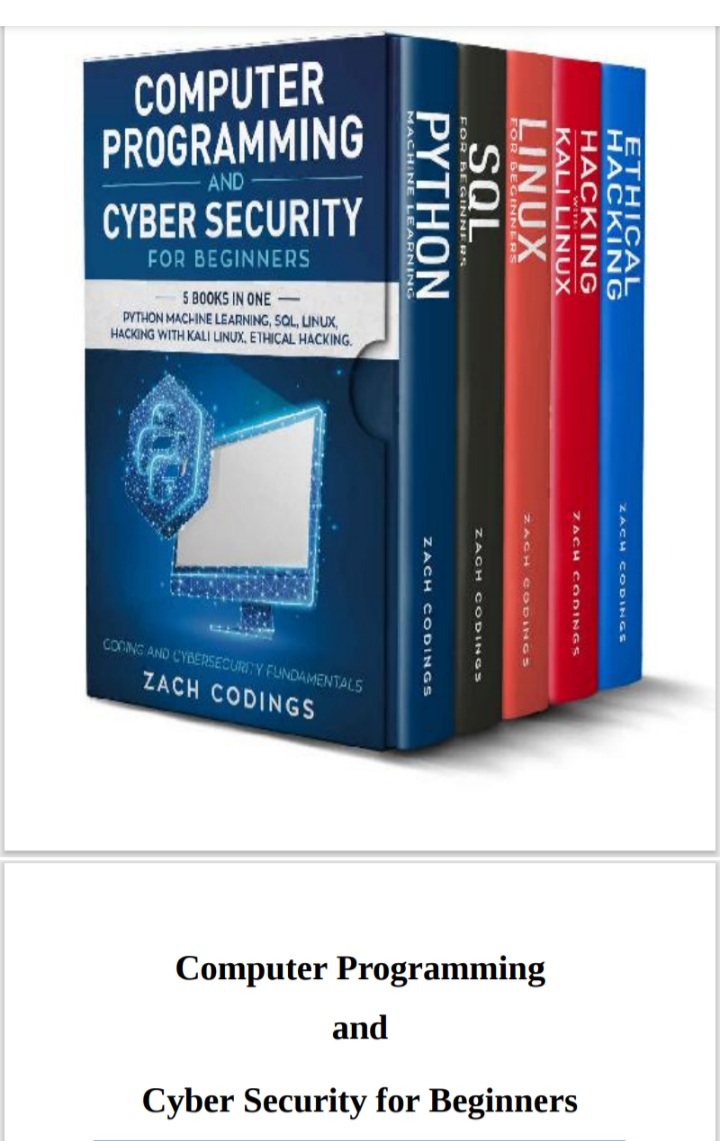 COMPUTER
PROGRAMMING
AND
CYBER SECURITY
FOR BEGINNERS
5 BOOKS IN ONE
PYTHON MACHINE LEARNING, SQL, LINUX,
HACKING WITH KALI LINUX, ETHICAL HACKING.
CODING AND CYBERSECURITY FUNDAMENTALS
ZACH CODINGS
PYTHON
MACHINE LEARNING
ZACH CODINGS
SQL
FOR BEGINNERS
ZACH CODINGS
LINUX
FOR BEGINNERS
ZACH CODINGS
HACKING
WITH
KALI LINUX
ZACH CODINGS
ETHICAL
HACKING
ZACH CODINGS
Computer Programming
and
Cyber Security for Beginners